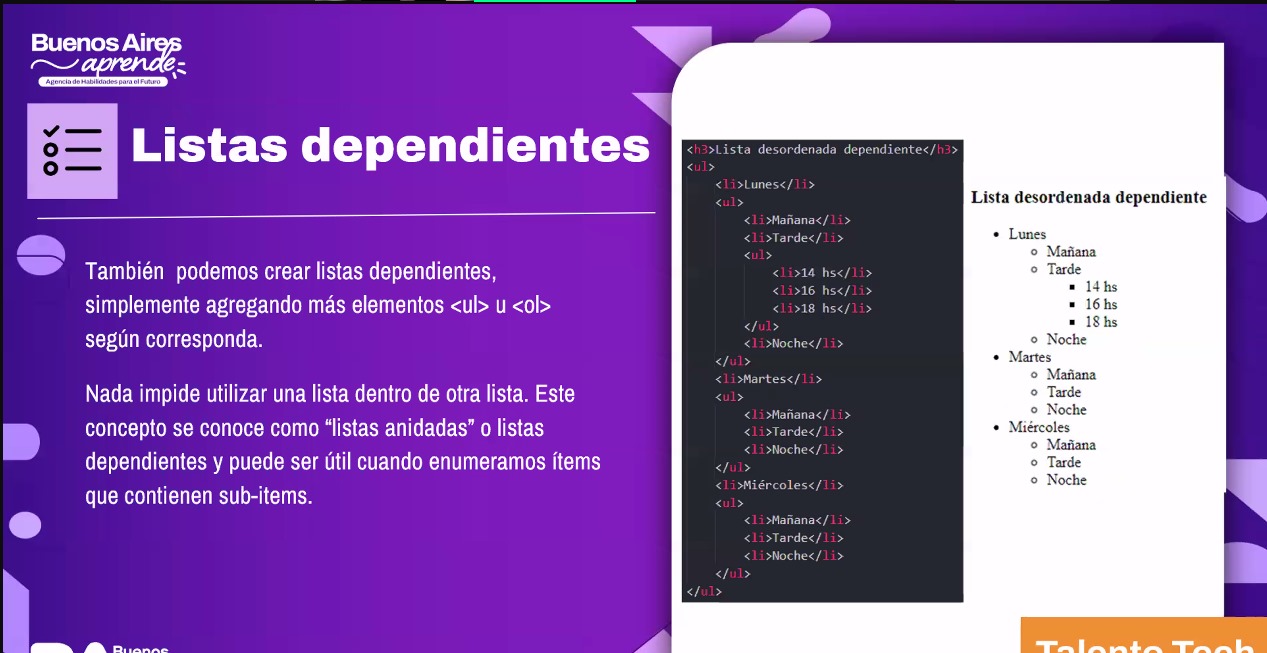 Buenos Aires
aprende
Agencia de Habilidades para el Futuro
Listas dependientes
También podemos crear listas dependientes,
simplemente agregando más elementos <ul> u <ol>
según corresponda.
Nada impide utilizar una lista dentro de otra lista. Este
concepto se conoce como “listas anidadas” o listas
dependientes y puede ser útil cuando enumeramos ítems
que contienen sub-items.
<h3>Lista desordenada dependiente</h3>
<ul>
<li>Lunes</li>
<ul>
<li>Mañana</li>
<li>Tarde</li>
<ul>
<li>14 hs</li>
<li>16 hs</li>
<li>18 hs</li>
</ul>
<li>Noche</li>
</ul>
<li>Martes</li>
<ul>
<li>Mañana</li>
<li>Tarde</li>
<li>Noche</li>
</ul>
<li>Miércoles</li>
<ul>
<li>Mañana</li>
<li>Tarde</li>
<li>Noche</li>
</ul>
</ul>
Lista desordenada dependiente
Lunes
Mañana
Tarde
14 hs
16 hs
18 hs
Noche
Martes
Mañana
Tarde
Noche
Miércoles
Mañana
Tarde
Noche
Buenos
Talento Tech